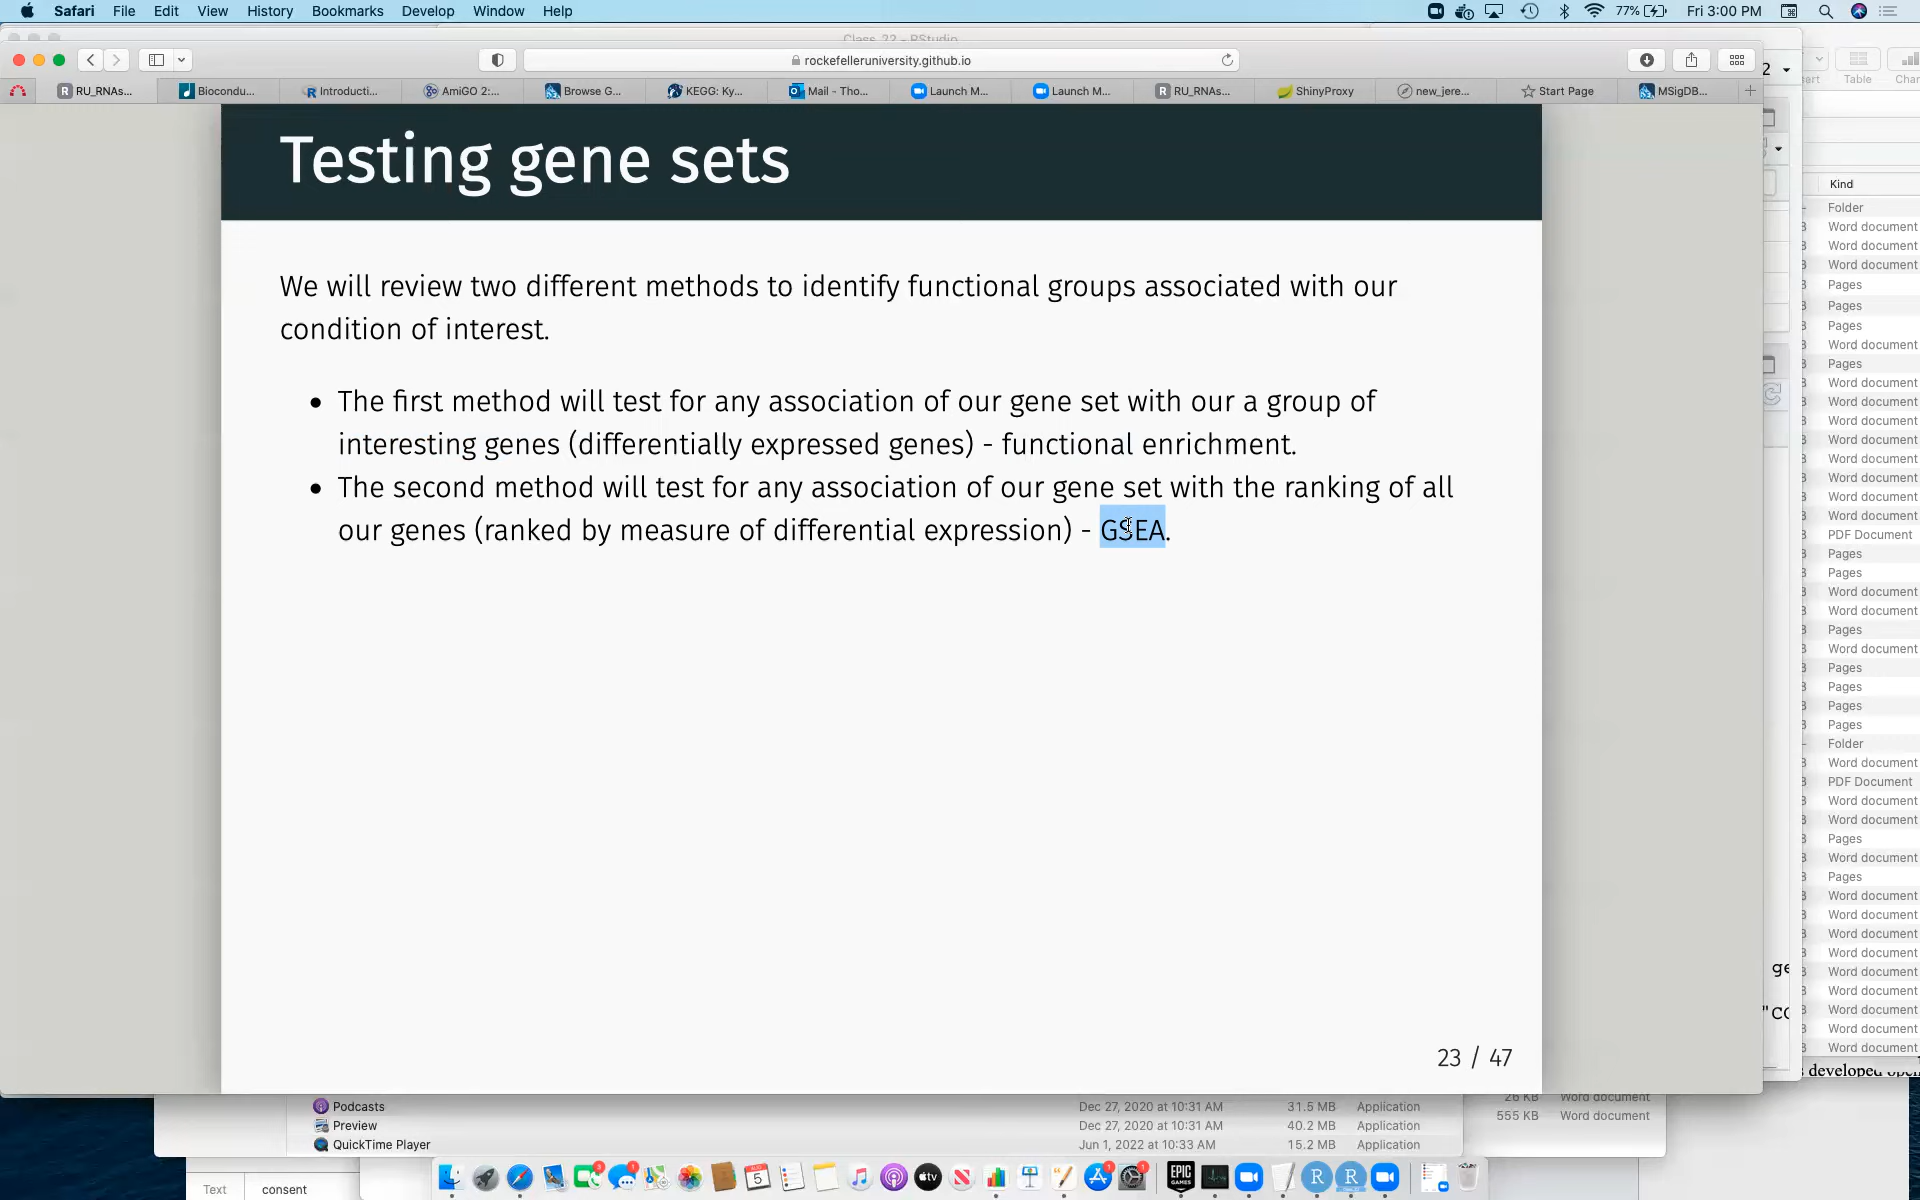 Safari File Edit View History Bookmarks Develop Window Help 77% Fri 3:00 PM
Class_22 - RStudio
rockefelleruniversity.github.io
RU_RNAs... Biocondu... Introducti... AmiGO 2:... Browse G... KEGG: Ky... Mail - Tho... Launch M... Launch M... RU_RNAs... ShinyProxy new_jere... Start Page MSigDB...
Table
Testing gene sets
We will review two different methods to identify functional groups associated with our
condition of interest.
The first method will test for any association of our gene set with our a group of
interesting genes (differentially expressed genes) - functional enrichment.
The second method will test for any association of our gene set with the ranking of all
our genes (ranked by measure of differential expression) - GSEA.
23 / 47
Kind
Folder
Word document
Word document
Word document
Pages
Pages
Pages
Word document
Pages
Word document
Word document
Word document
Word document
Word document
Word document
Word document
Pages
PDF Document
Pages
Pages
Word document
Word document
Pages
Word document
Pages
Pages
Pages
Pages
Folder
Word document
PDF Document
Word document
Word document
Pages
Word document
Pages
Word document
Word document
Word document
Word document
Word document
Word document
Word document
Word document
Word document
s developed open
Podcasts Dec 27, 2020 at 10:31 AM 31.5 MB Application
Preview Dec 27, 2020 at 10:31 AM 40.2 MB Application
QuickTime Player Jun 1, 2022 at 10:33 AM 15.2 MB Application
26 KB Word document
555 KB Word document
Text consent
5
EPIC GAMES